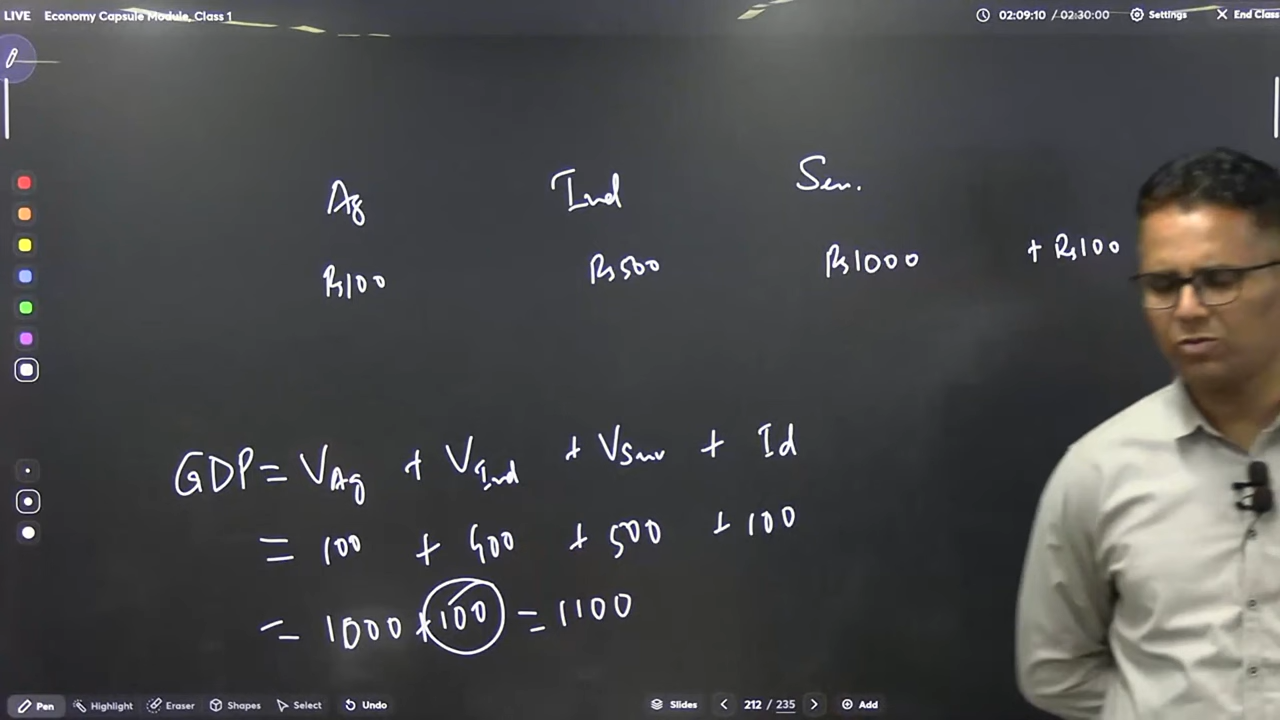 LIVE Economy Capsule Module, Class 1 02:09:10 / 02:30:00 Settings End Class
Ag Ind Ser.
Rs100 Rs500 Rs1000 + Rs100
GDP = VAg + VInd + VSer + Id
= 100 + 400 + 500 + 100
= 1000 + 100 = 1100
Pen Highlight Eraser Shapes Select Undo Slides 212 / 235 Add